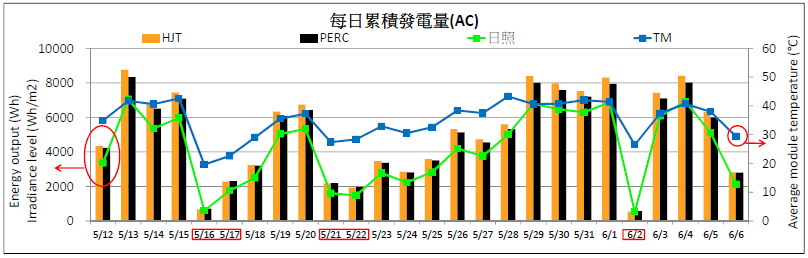 每日累積發電量(AC)
HJT PERC 日照 TM
Energy output (Wh)
Irradiance level (Wh/m2)
10000
8000
6000
4000
2000
0
60
50
40
30
20
10
0
Average module temperature (°C)
5/12 5/13 5/14 5/15 5/16 5/17 5/18 5/19 5/20 5/21 5/22 5/23 5/24 5/25 5/26 5/27 5/28 5/29 5/30 5/31 6/1 6/2 6/3 6/4 6/5 6/6